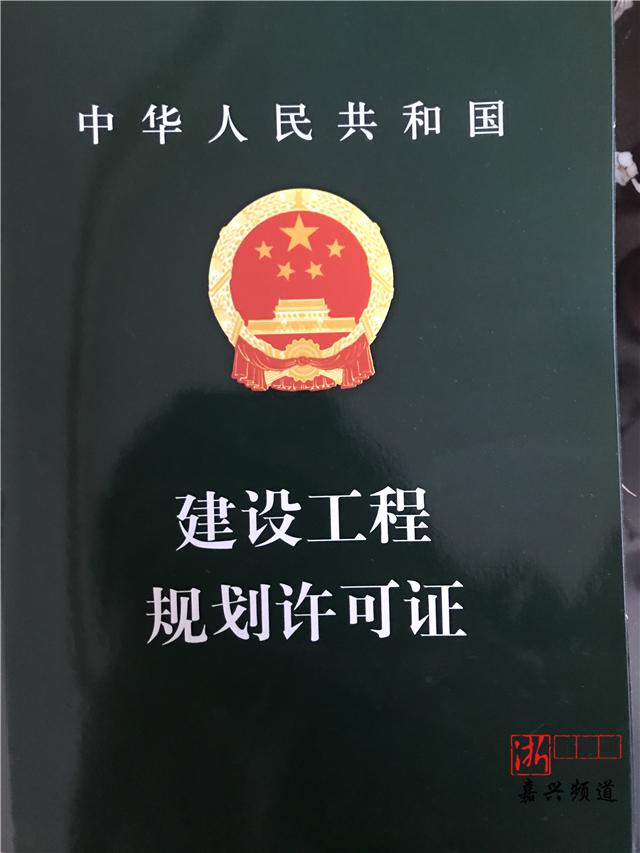 中华人民共和国
建设工程
规划许可证
浙
嘉兴频道